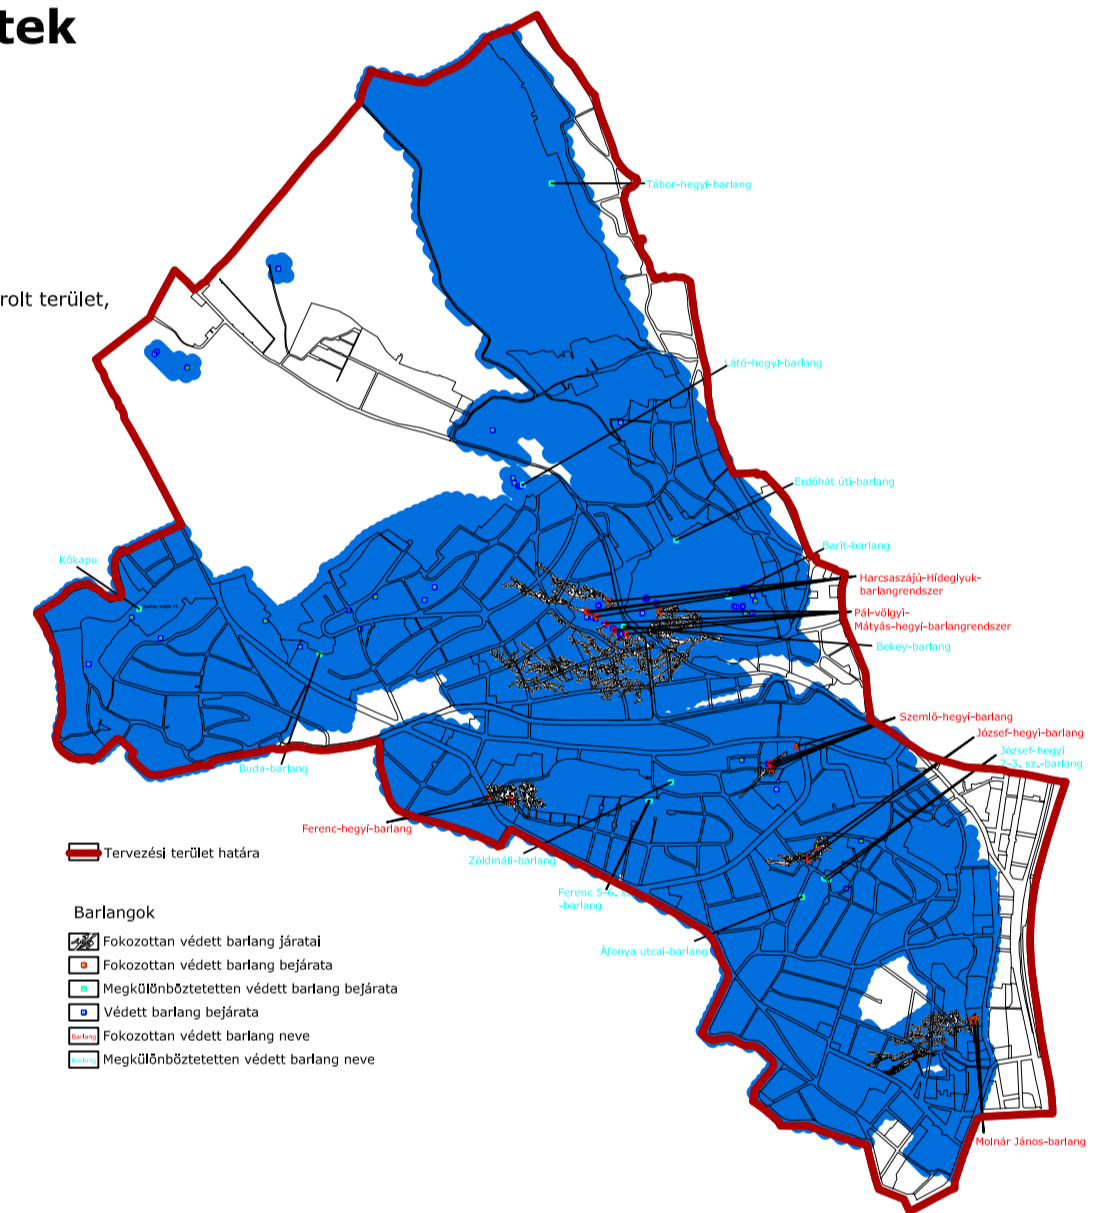 tek
rolt terület,
Tábor-hegyi-barlang
Látó-hegyi-barlang
Erdőhát úti-barlang
Barit-barlang
Kőkapu
Harcsaszájú-Hideglyuk-
barlangrendszer
Pál-völgyi-
Mátyás-hegyi-barlangrendszer
Bekey-barlang
Szemlő-hegyi-barlang
József-hegyi-barlang
József-hegyi
2-3. sz.-barlang
Buda-barlang
Ferenc-hegyi-barlang
Zöldmáli-barlang
Ferenc 5-6.
-barlang
Áfonya utcai-barlang
Molnár János-barlang
Tervezési terület határa
Barlangok
Fokozottan védett barlang járatai
Fokozottan védett barlang bejárata
Megkülönböztetetten védett barlang bejárata
Védett barlang bejárata
Barlang Fokozottan védett barlang neve
Barlang Megkülönböztetetten védett barlang neve